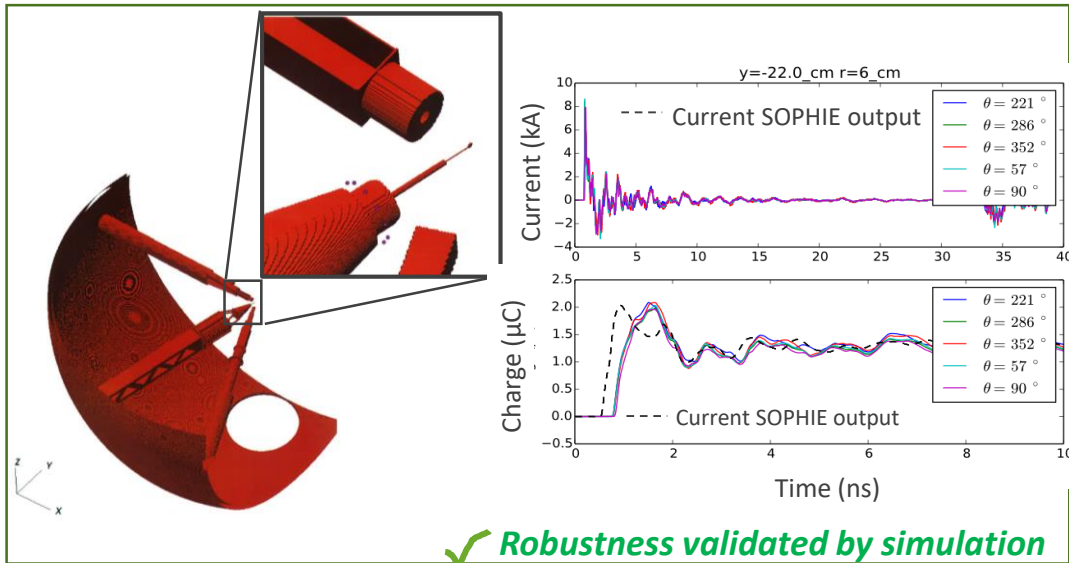 y=-22.0_cm r=6_cm
Current (kA)
10
8
6
4
2
0
−2
−4
Current SOPHIE output
θ = 221 °
θ = 286 °
θ = 352 °
θ = 57 °
θ = 90 °
0 5 10 15 20 25 30 35 40
Charge (µC)
2.5
2.0
1.5
1.0
0.5
0.0
−0.5
θ = 221 °
θ = 286 °
θ = 352 °
θ = 57 °
θ = 90 °
Current SOPHIE output
0 2 4 6 8 10
Time (ns)
Z
Y
X
Robustness validated by simulation